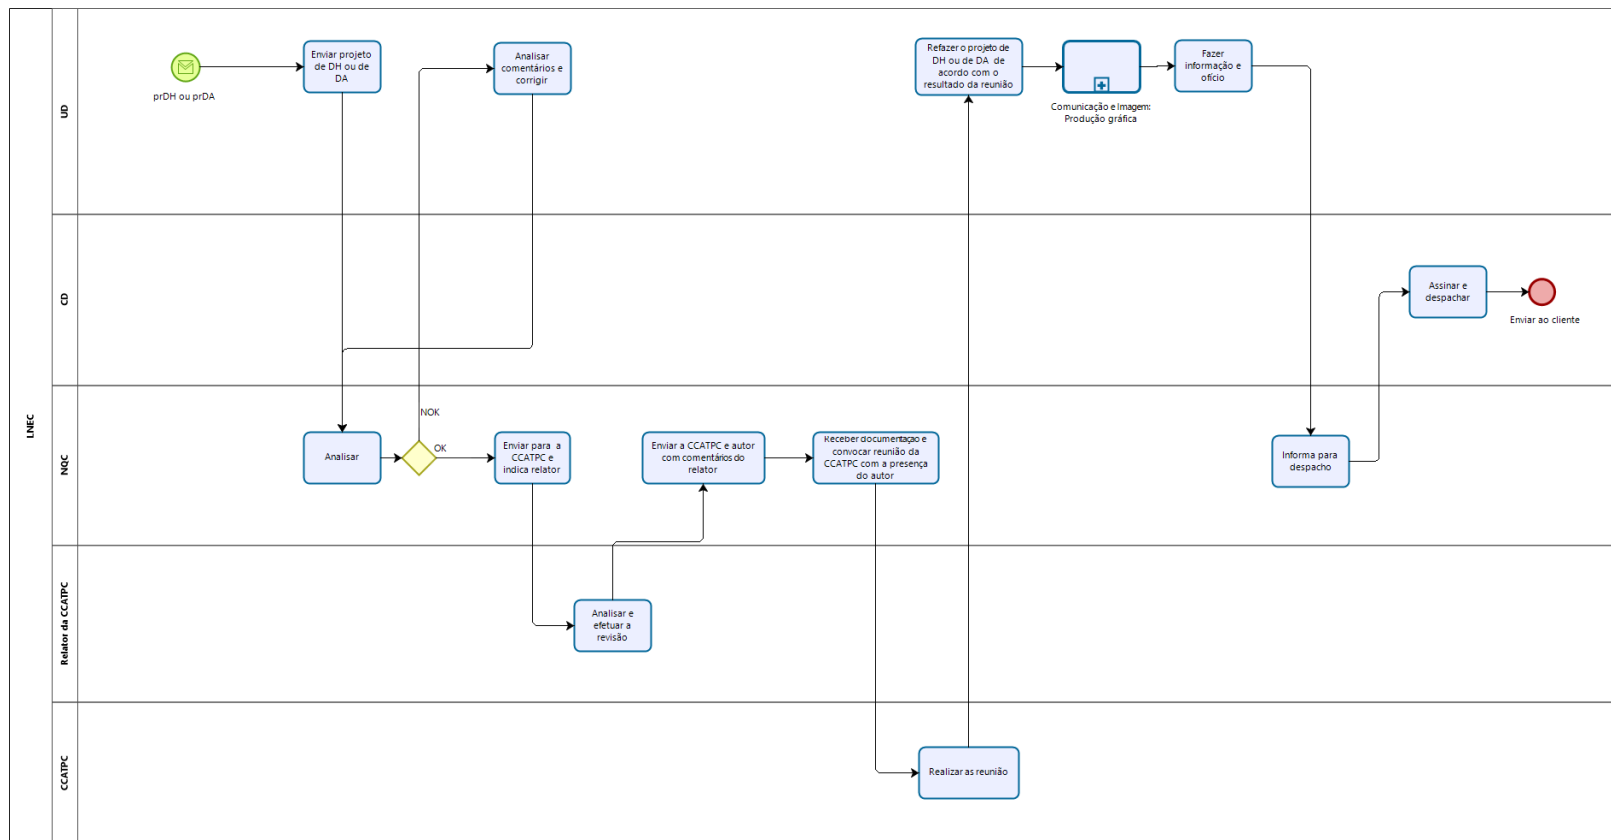 LNEC
UD
prDH ou prDA
Enviar projeto
de DH ou de
DA
Analisar
comentários e
corrigir
Refazer o projeto de
DH ou de DA de
acordo com o
resultado da reunião
Comunicação e Imagem:
Produção gráfica
Fazer
informação e
ofício
CD
Assinar e
despachar
Enviar ao cliente
NQC
Analisar
NOK
OK
Enviar para a
CCATPC e
indica relator
Enviar a CCATPC e autor
com comentários do
relator
Receber documentação e
convocar reunião da
CCATPC com a presença
do autor
Informa para
despacho
Relator da CCATPC
Analisar e
efetuar a
revisão
CCATPC
Realizar as reunião